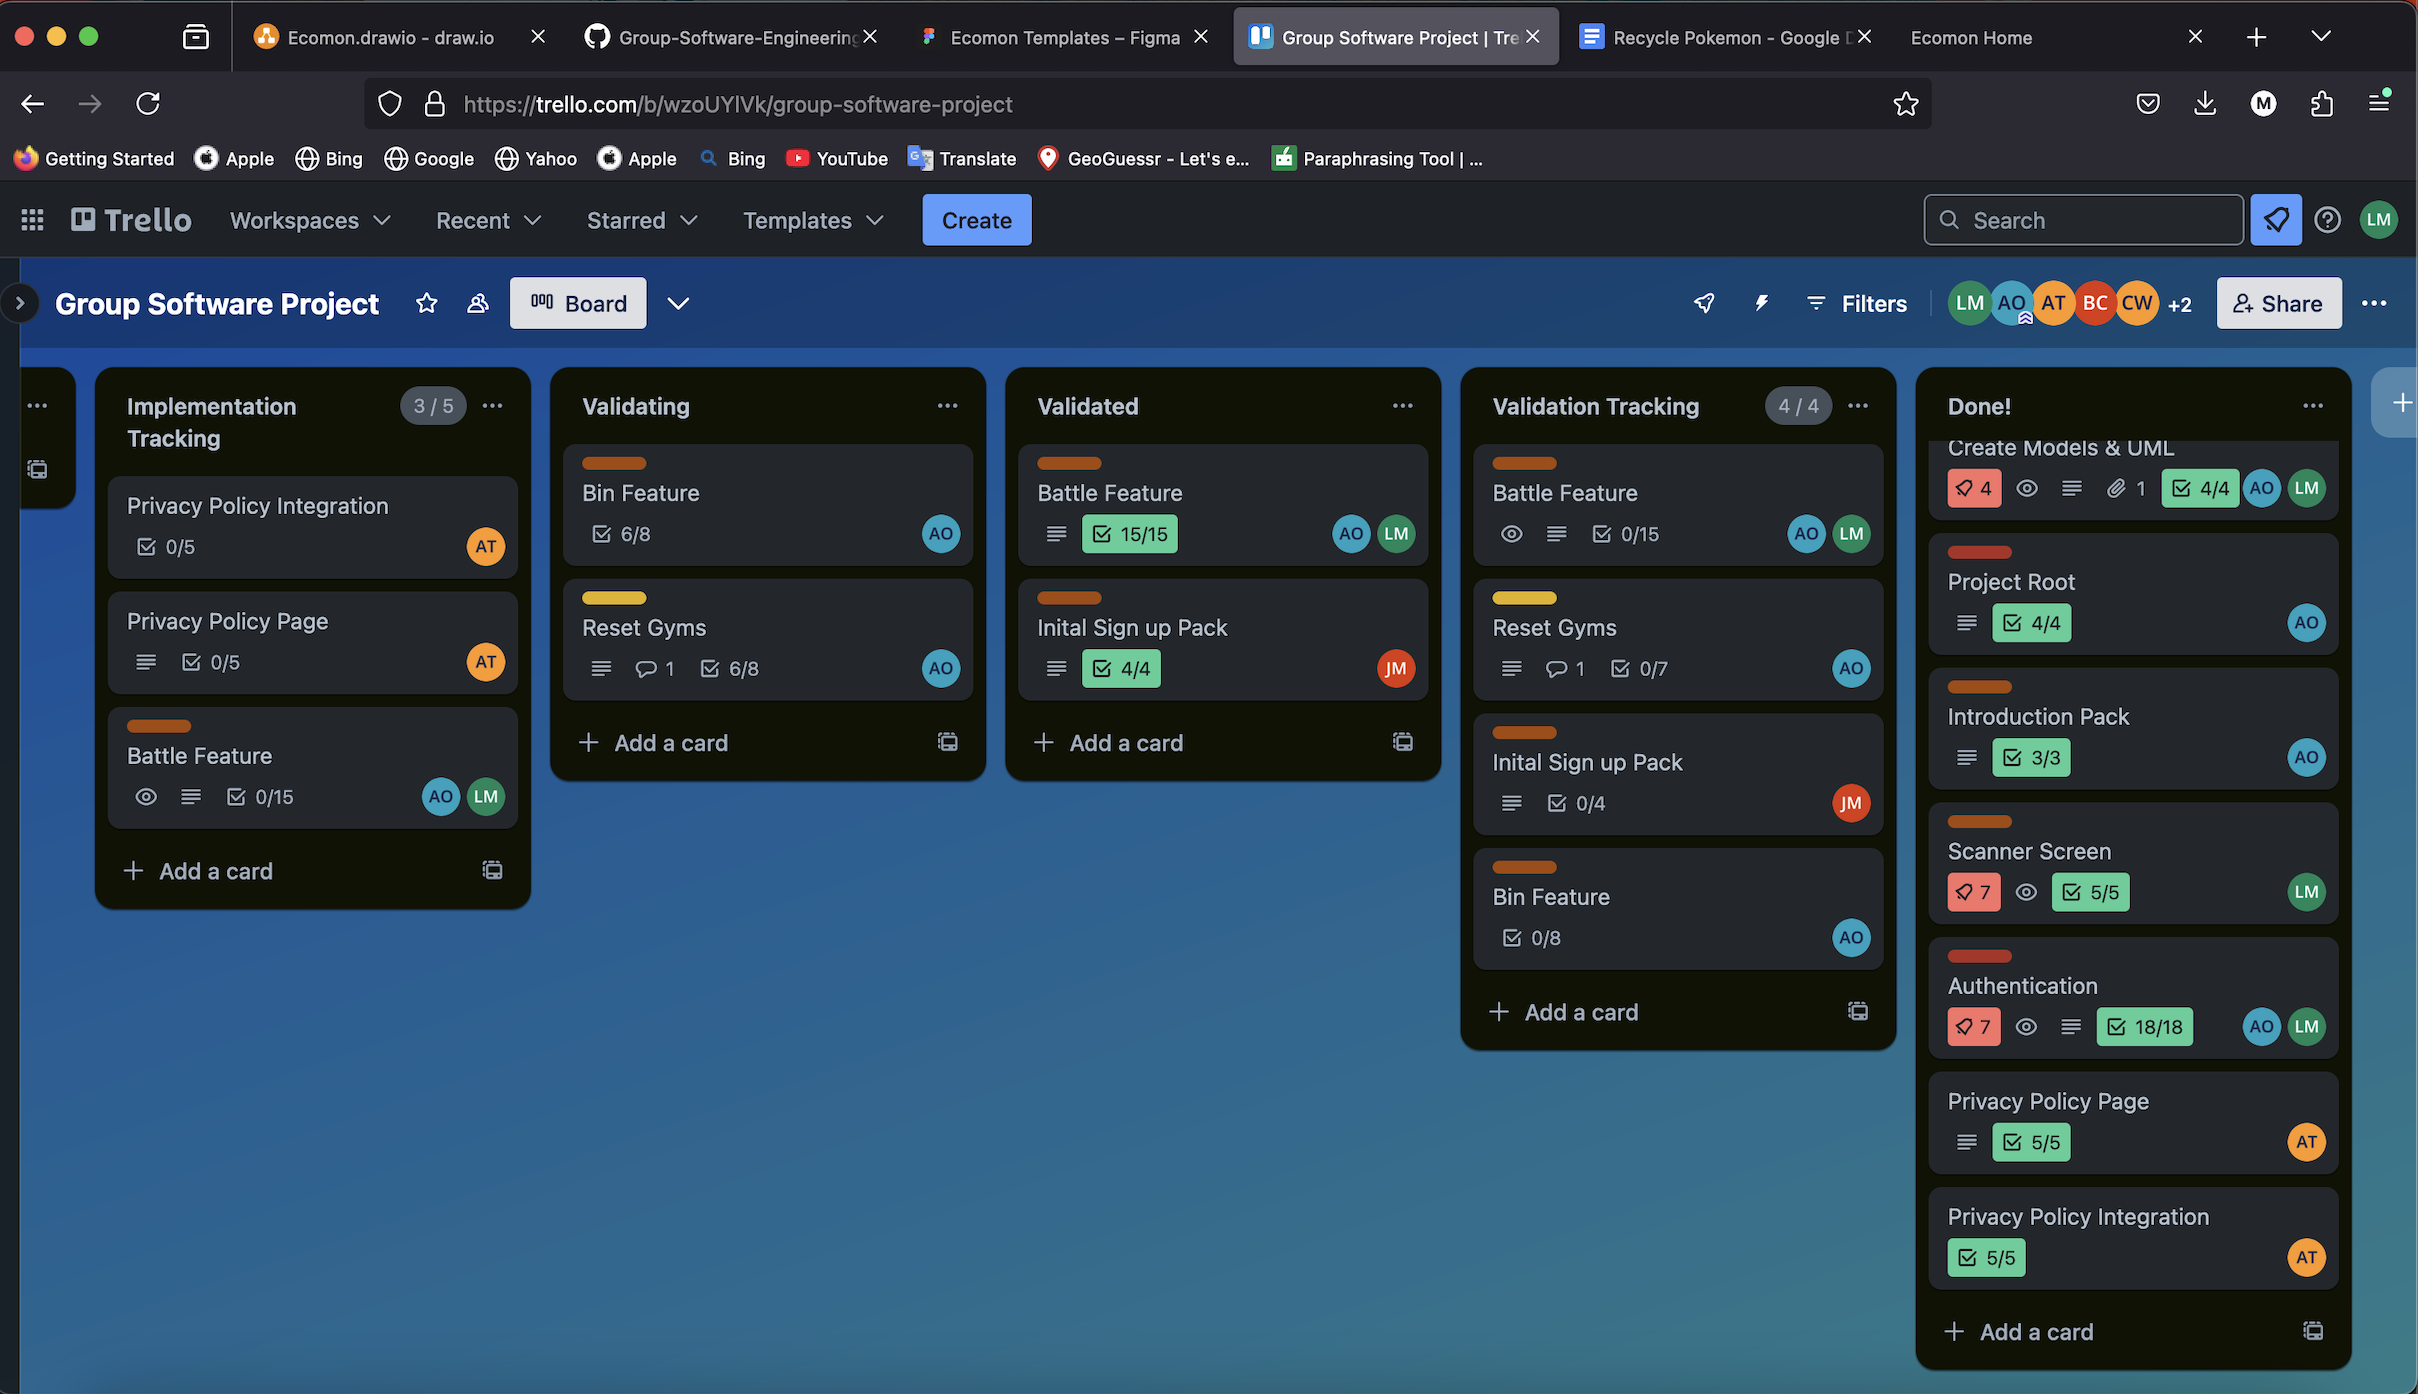 Ecomon.drawio - draw.io
Group-Software-Engineering
Ecomon Templates – Figma
Group Software Project | Tre
Recycle Pokemon - Google D
Ecomon Home
https://trello.com/b/wzoUYlVk/group-software-project
M
Getting Started
Apple
Bing
Google
Yahoo
Apple
Bing
YouTube
Translate
GeoGuessr - Let's e...
Paraphrasing Tool | ...
Trello
Workspaces
Recent
Starred
Templates
Create
Search
LM
Group Software Project
Board
Filters
LM
AO
AT
BC
CW
+2
Share
Implementation
Tracking
3 / 5
Privacy Policy Integration
0/5
AT
Privacy Policy Page
0/5
AT
Battle Feature
0/15
AO
LM
Add a card
Validating
Bin Feature
6/8
AO
Reset Gyms
1
6/8
AO
Add a card
Validated
Battle Feature
15/15
AO
LM
Inital Sign up Pack
4/4
JM
Add a card
Validation Tracking
4 / 4
Battle Feature
0/15
AO
LM
Reset Gyms
1
0/7
AO
Inital Sign up Pack
0/4
JM
Bin Feature
0/8
AO
Add a card
Done!
Create Models & UML
4
1
4/4
AO
LM
Project Root
4/4
AO
Introduction Pack
3/3
AO
Scanner Screen
7
5/5
LM
Authentication
7
18/18
AO
LM
Privacy Policy Page
5/5
AT
Privacy Policy Integration
5/5
AT
Add a card